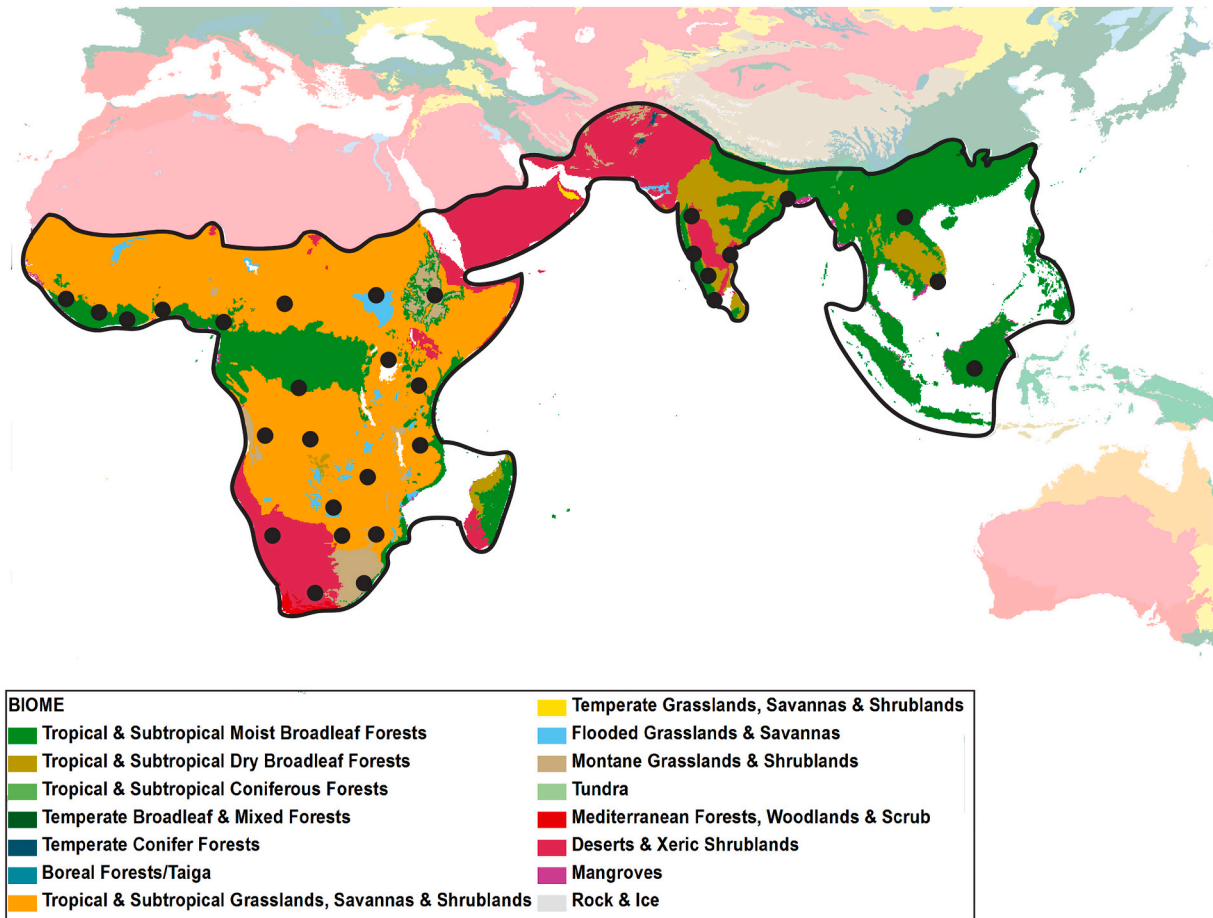 BIOME
Tropical & Subtropical Moist Broadleaf Forests
Tropical & Subtropical Dry Broadleaf Forests
Tropical & Subtropical Coniferous Forests
Temperate Broadleaf & Mixed Forests
Temperate Conifer Forests
Boreal Forests/Taiga
Tropical & Subtropical Grasslands, Savannas & Shrublands
Temperate Grasslands, Savannas & Shrublands
Flooded Grasslands & Savannas
Montane Grasslands & Shrublands
Tundra
Mediterranean Forests, Woodlands & Scrub
Deserts & Xeric Shrublands
Mangroves
Rock & Ice